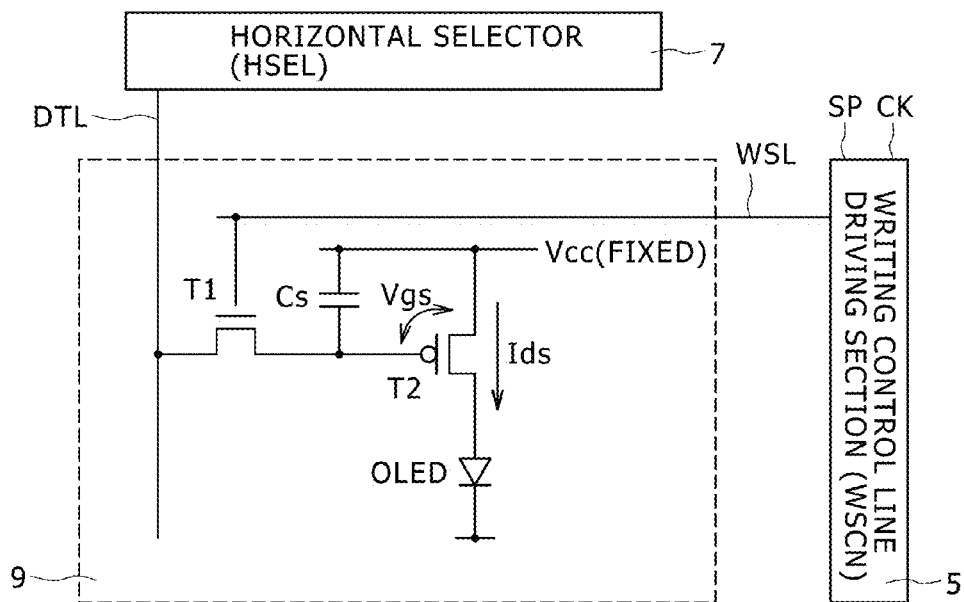 HORIZONTAL SELECTOR
(HSEL)
7
DTL
SP CK
WSL
WRITING CONTROL LINE
DRIVING SECTION (WSCN)
Vcc(FIXED)
T1
Cs
Vgs
Ids
T2
OLED
9
5